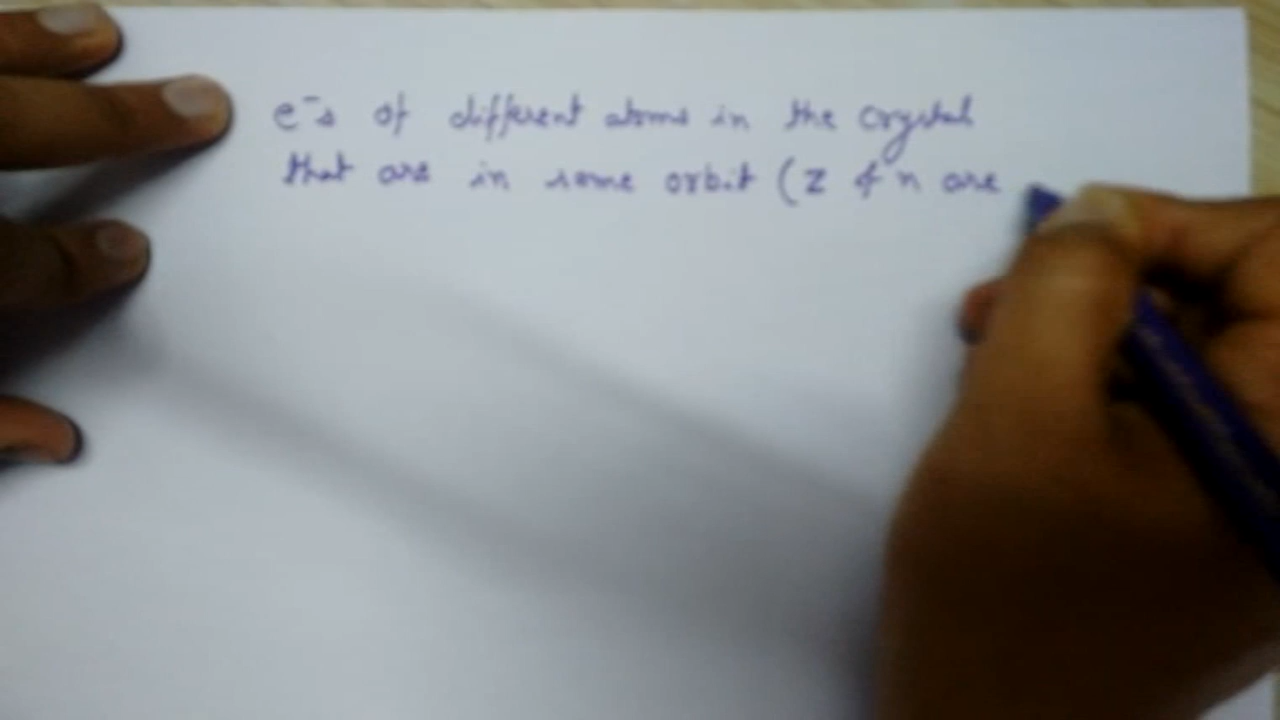 e⁻s of different atoms in the crystal
that are in same orbit (Z & n are